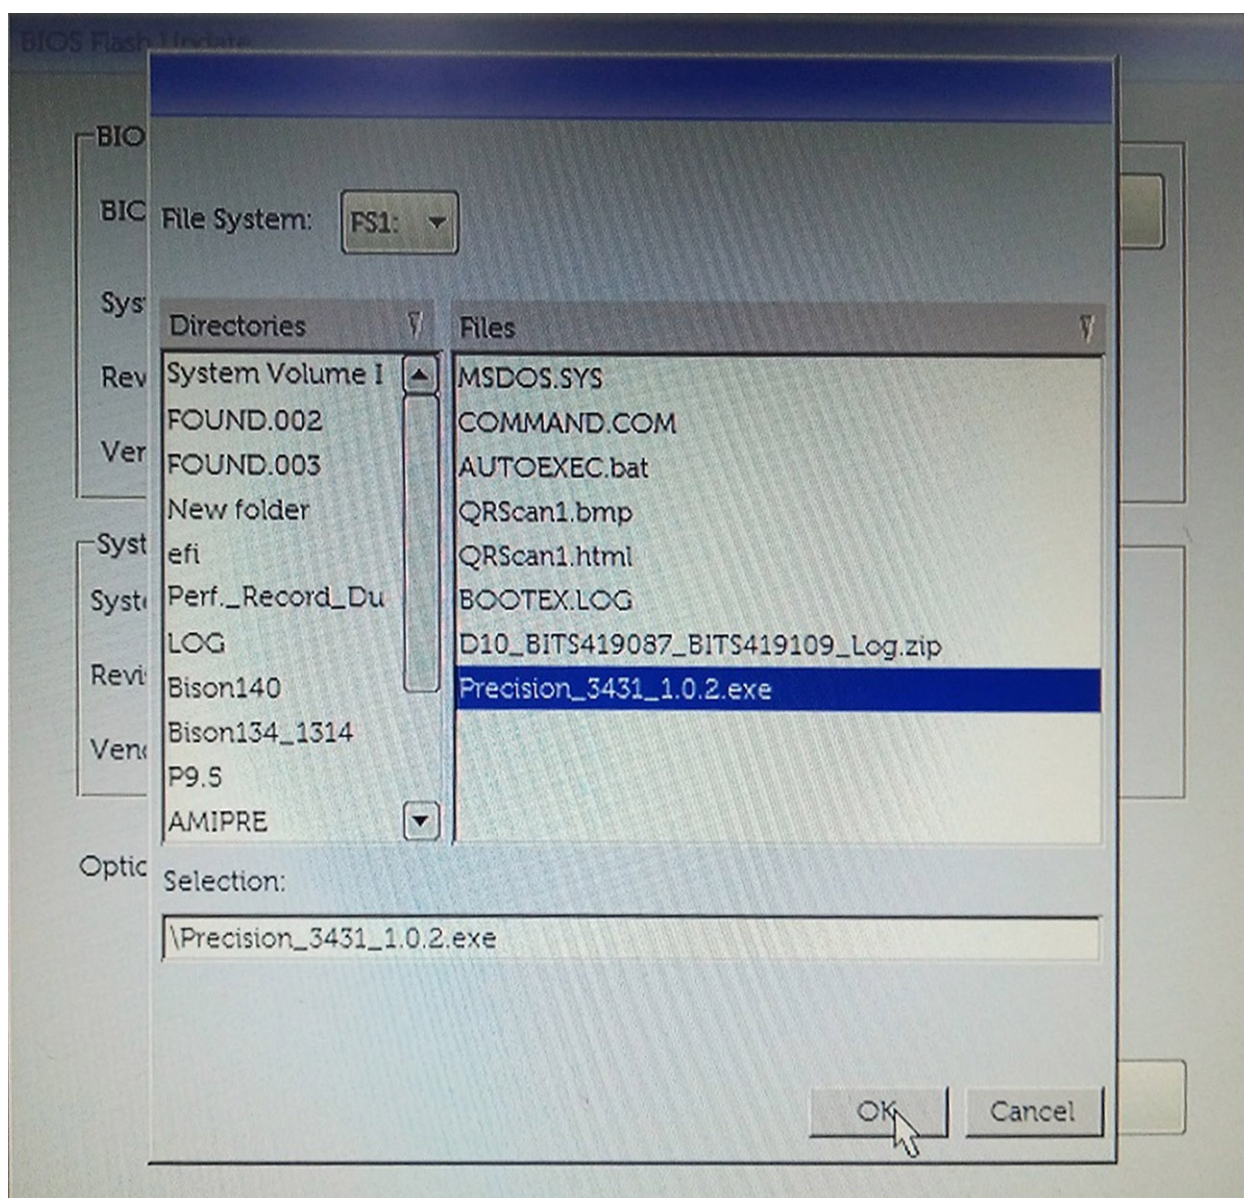 BIOS Flash Update
BIO
BIC
File System:
FS1:
Sys
Directories
Files
Rev
System Volume I
MSDOS.SYS
FOUND.002
COMMAND.COM
Ver
FOUND.003
AUTOEXEC.bat
New folder
QRScan1.bmp
Syst
efi
QRScan1.html
Syste
Perf._Record_Du
BOOTEX.LOG
LOG
D10_BITS419087_BITS419109_Log.zip
Revi
Bison140
Precision_3431_1.0.2.exe
Bison134_1314
Vend
P9.5
AMIPRE
Optic
Selection:
\Precision_3431_1.0.2.exe
OK
Cancel